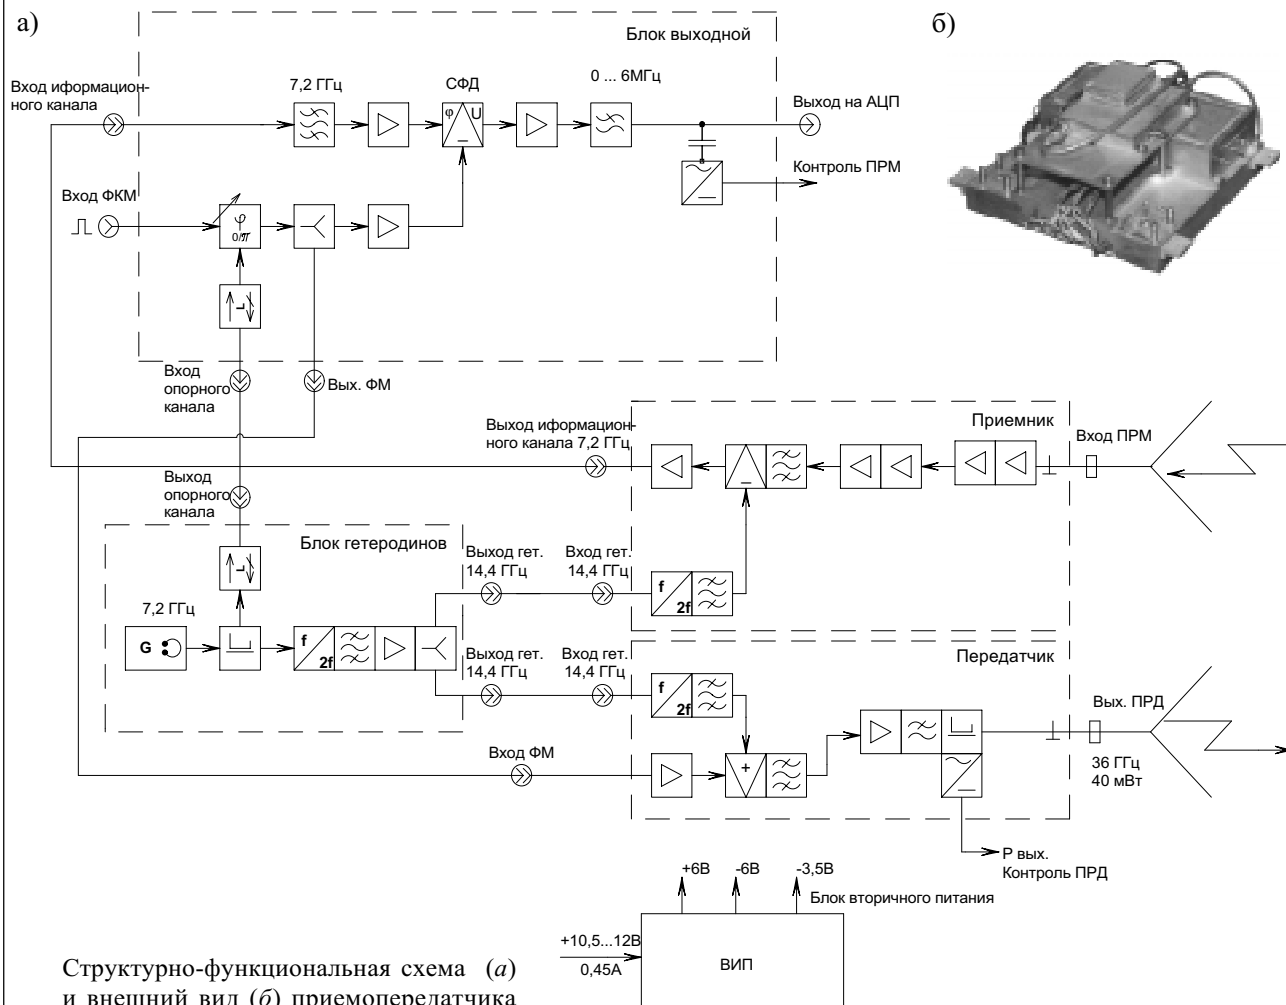 а)
б)
Блок выходной
7,2 ГГц
СФД
0 ... 6МГц
Вход иформацион-
ного канала
φ U
Выход на АЦП
Контроль ПРМ
Вход ФКМ
φ
0/π
L
Вход
опорного
канала
Вых. ФМ
Выход иформацион-
ного канала 7,2 ГГц
Приемник
Вход ПРМ
Выход
опорного
канала
Блок гетеродинов
L
7,2 ГГц
G
f
2f
Выход гет.
14,4 ГГц
Вход гет.
14,4 ГГц
f
2f
Выход гет.
14,4 ГГц
Вход гет.
14,4 ГГц
f
2f
Передатчик
Вых. ПРД
36 ГГц
40 мВт
Вход ФМ
+
Р вых.
Контроль ПРД
+6В
-6В
-3,5В
Блок вторичного питания
+10,5...12В
0,45А
ВИП
Структурно-функциональная схема (а)
и внешний вид (б) приемопередатчика